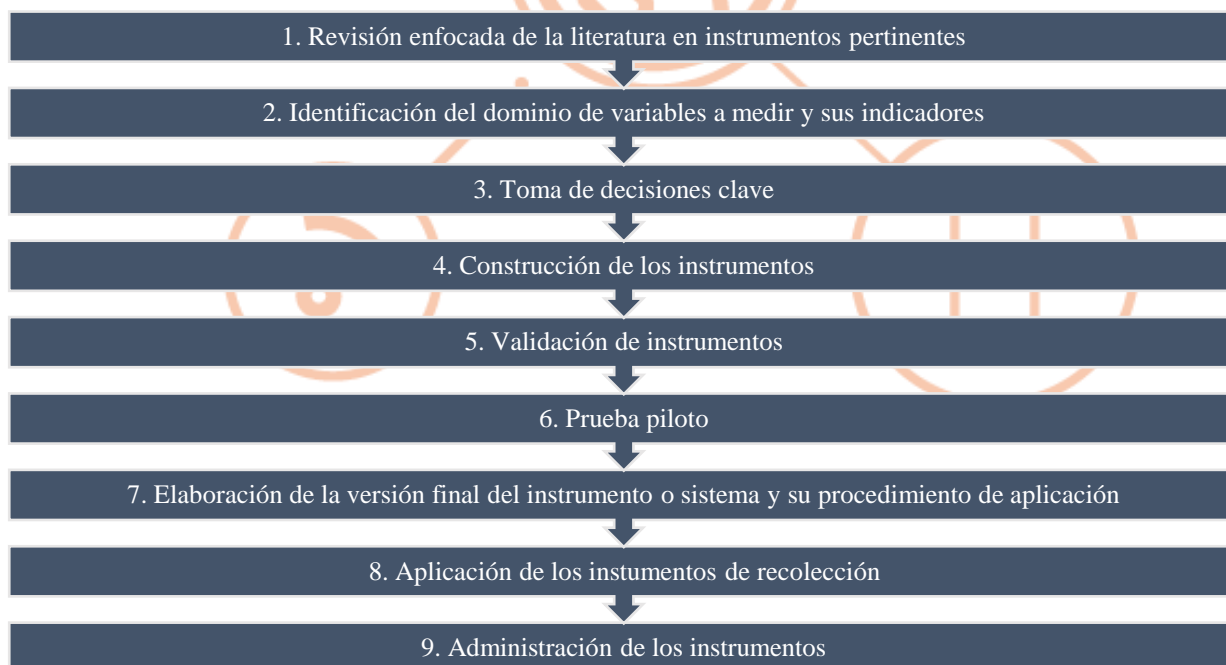 1. Revisión enfocada de la literatura en instrumentos pertinentes
2. Identificación del dominio de variables a medir y sus indicadores
3. Toma de decisiones clave
4. Construcción de los instrumentos
5. Validación de instrumentos
6. Prueba piloto
7. Elaboración de la versión final del instrumento o sistema y su procedimiento de aplicación
8. Aplicación de los instumentos de recolección
9. Administración de los instrumentos